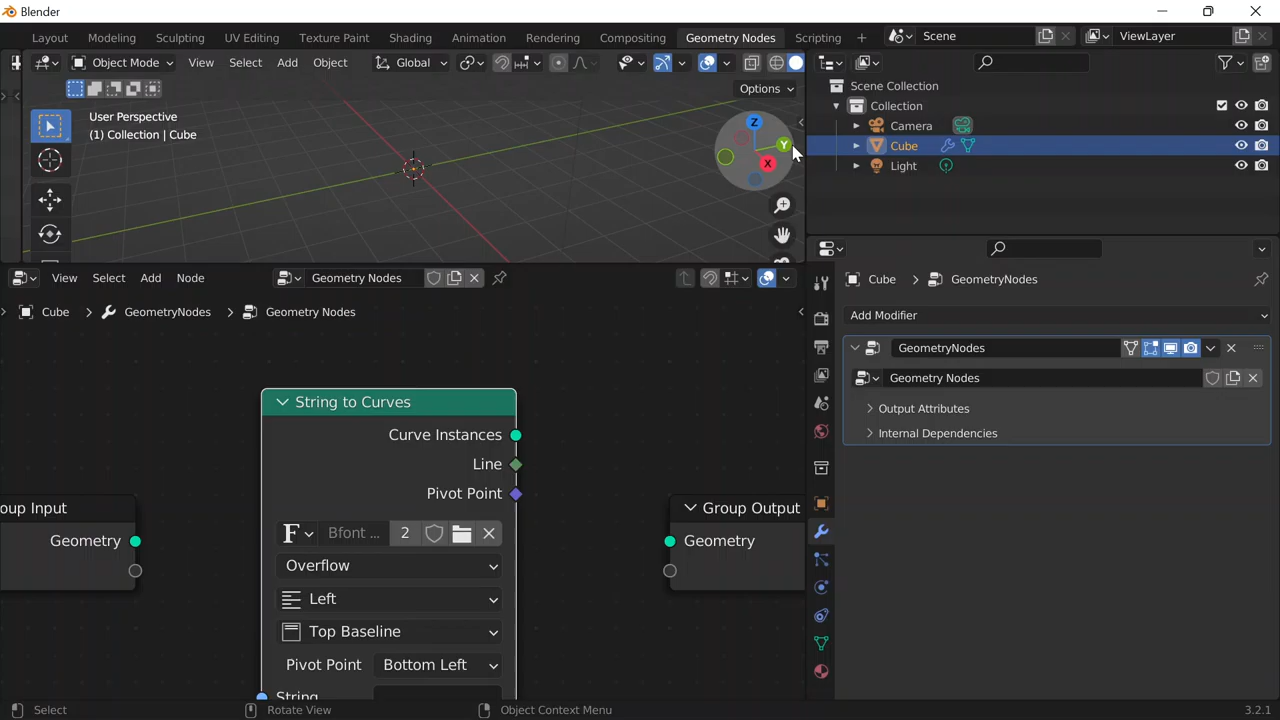 Blender
Layout Modeling Sculpting UV Editing Texture Paint Shading Animation Rendering Compositing Geometry Nodes Scripting + Scene ViewLayer
Object Mode View Select Add Object Global
Options
User Perspective
(1) Collection | Cube
Z
Y
X
Scene Collection
Collection
Camera
Cube
Light
View Select Add Node Geometry Nodes
Cube > GeometryNodes > Geometry Nodes
Cube > GeometryNodes
Add Modifier
GeometryNodes
Geometry Nodes
Output Attributes
Internal Dependencies
String to Curves
Curve Instances
Line
Pivot Point
F Bfont ... 2
Overflow
Left
Top Baseline
Pivot Point Bottom Left
String
oup Input
Geometry
Group Output
Geometry
Select Rotate View Object Context Menu 3.2.1